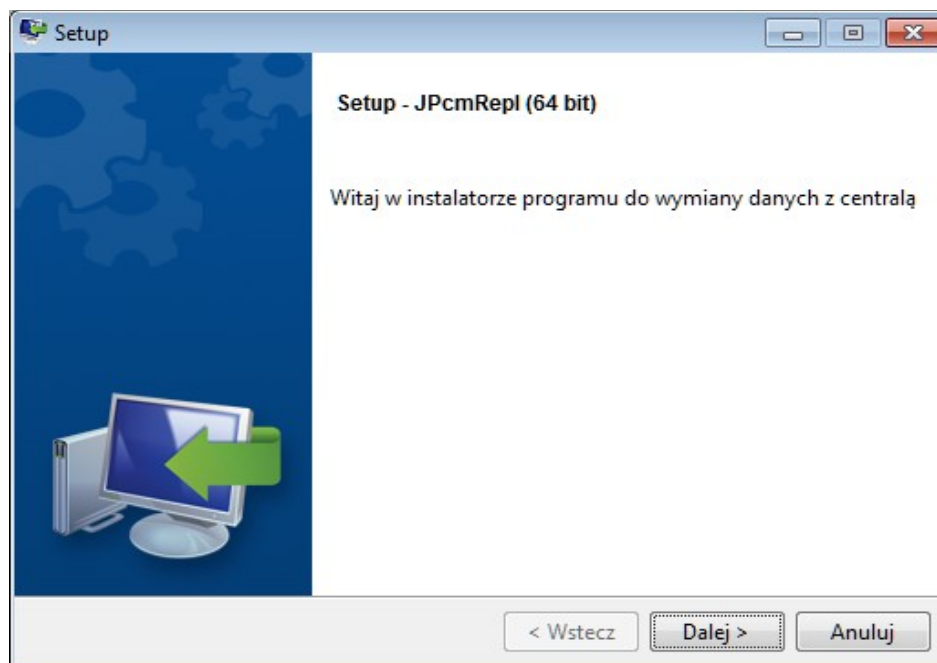 Setup
Setup - JPcmRepl (64 bit)
Witaj w instalatorze programu do wymiany danych z centralą
< Wstecz
Dalej >
Anuluj